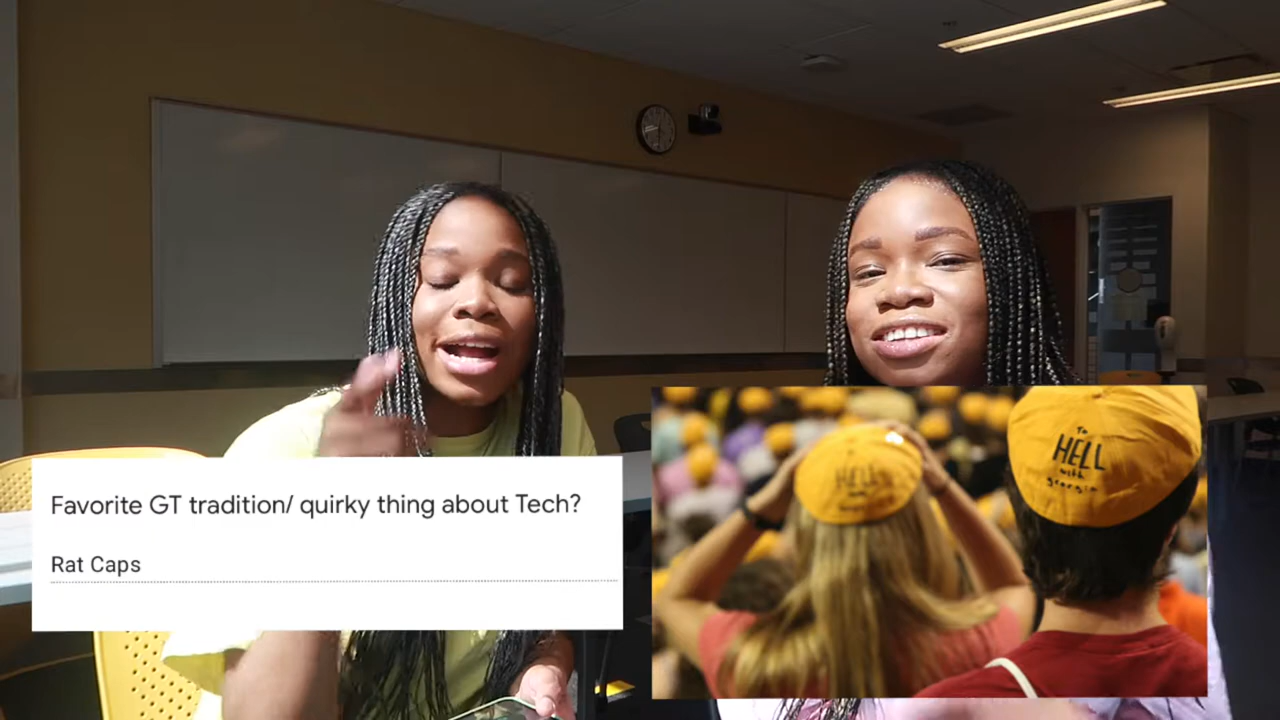 Favorite GT tradition/ quirky thing about Tech?
Rat Caps
HELL
To
HELL
with
georgia